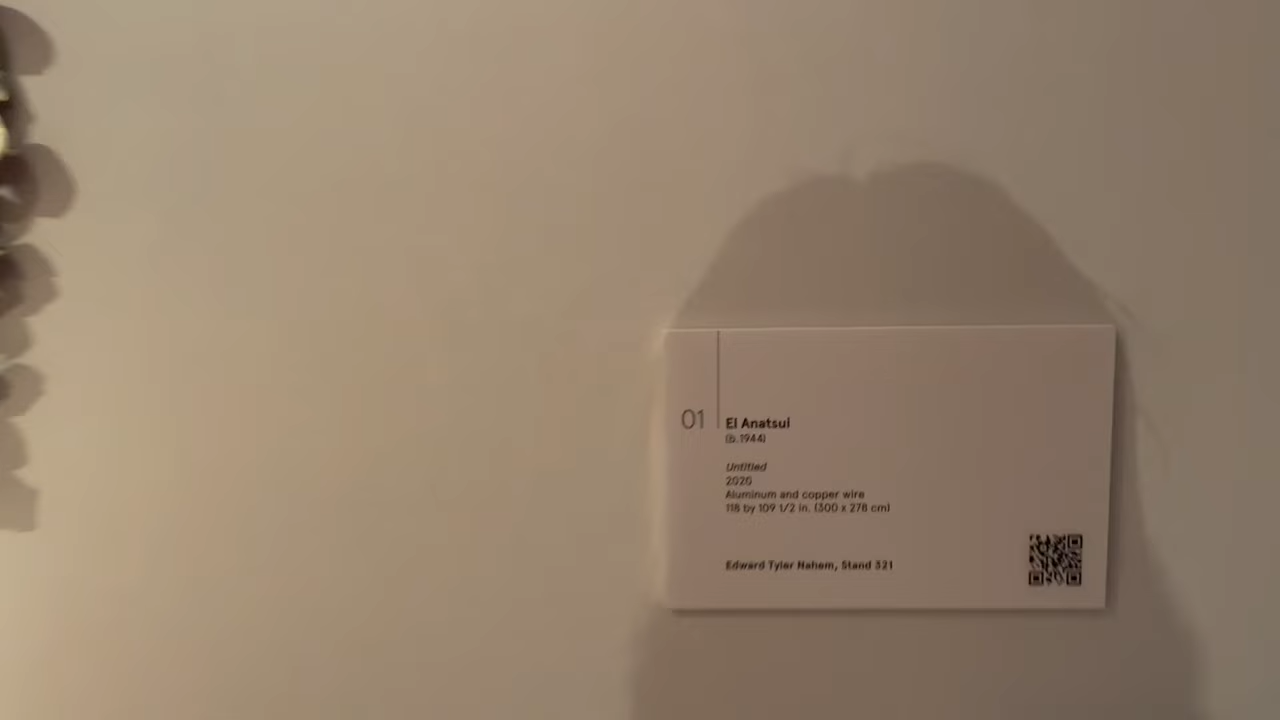 01
El Anatsui
(b. 1944)
Untitled
2020
Aluminum and copper wire
118 by 109 1/2 in. (300 x 278 cm)
Edward Tyler Nahem, Stand 321